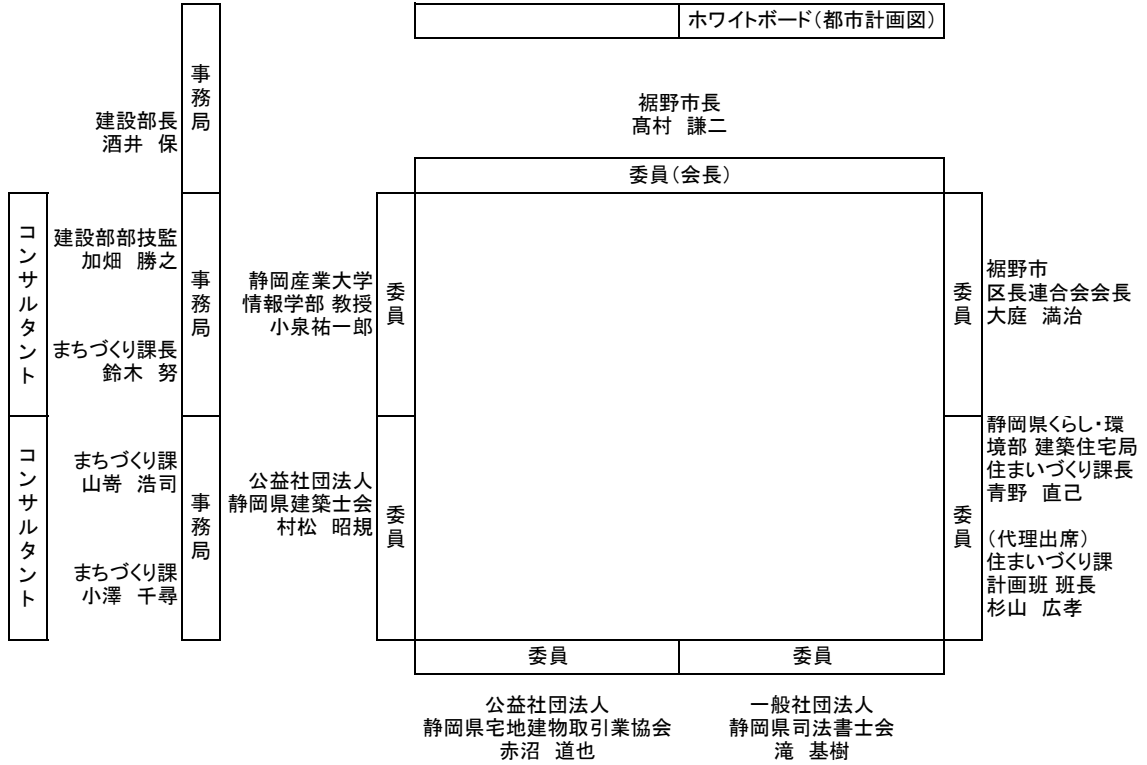 ホワイトボード（都市計画図）
事務局
建設部長
酒井　保
裾野市長
髙村　謙二
委員（会長）
コンサルタント
建設部部技監
加畑　勝之
まちづくり課長
鈴木　努
事務局
静岡産業大学
情報学部 教授
小泉祐一郎
委員
委員
裾野市
区長連合会会長
大庭　満治
コンサルタント
まちづくり課
山嵜　浩司
まちづくり課
小澤　千尋
事務局
公益社団法人
静岡県建築士会
村松　昭規
委員
委員
静岡県くらし・環
境部 建築住宅局
住まいづくり課長
青野　直己
（代理出席）
住まいづくり課
計画班 班長
杉山　広孝
委員
委員
公益社団法人
静岡県宅地建物取引業協会
赤沼　道也
一般社団法人
静岡県司法書士会
滝　基樹